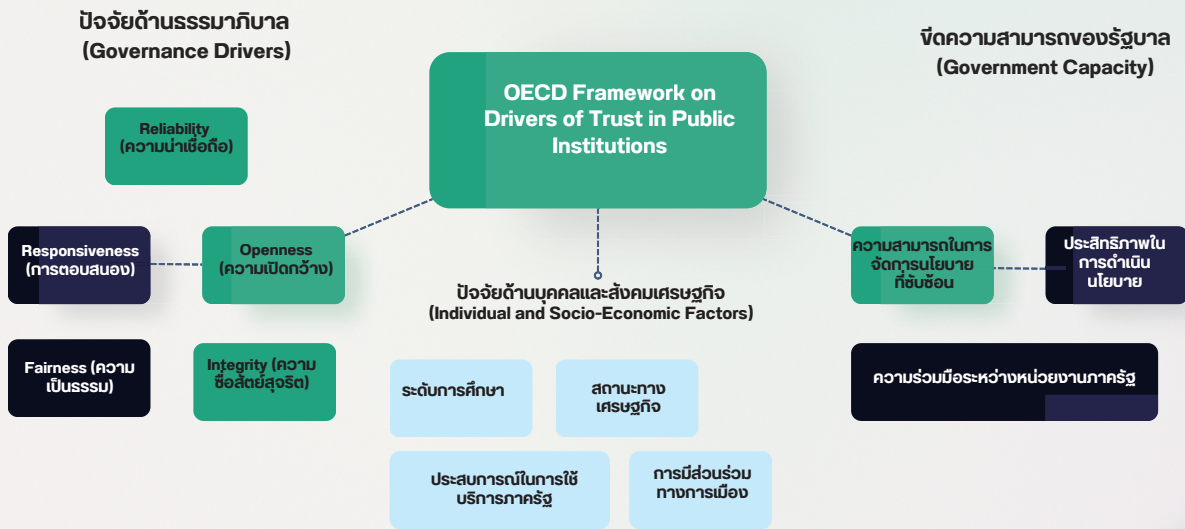 ปัจจัยด้านธรรมาภิบาล
(Governance Drivers)
Reliability
(ความน่าเชื่อถือ)
Responsiveness
(การตอบสนอง)
Openness
(ความเปิดกว้าง)
Fairness (ความ
เป็นธรรม)
Integrity (ความ
ซื่อสัตย์สุจริต)
OECD Framework on
Drivers of Trust in Public
Institutions
ปัจจัยด้านบุคคลและสังคมเศรษฐกิจ
(Individual and Socio-Economic Factors)
ระดับการศึกษา
สถานะทาง
เศรษฐกิจ
ประสบการณ์ในการใช้
บริการภาครัฐ
การมีส่วนร่วม
ทางการเมือง
ขีดความสามารถของรัฐบาล
(Government Capacity)
ความสามารถในการ
จัดการนโยบาย
ที่ซับซ้อน
ประสิทธิภาพใน
การดำเนิน
นโยบาย
ความร่วมมือระหว่างหน่วยงานภาครัฐ